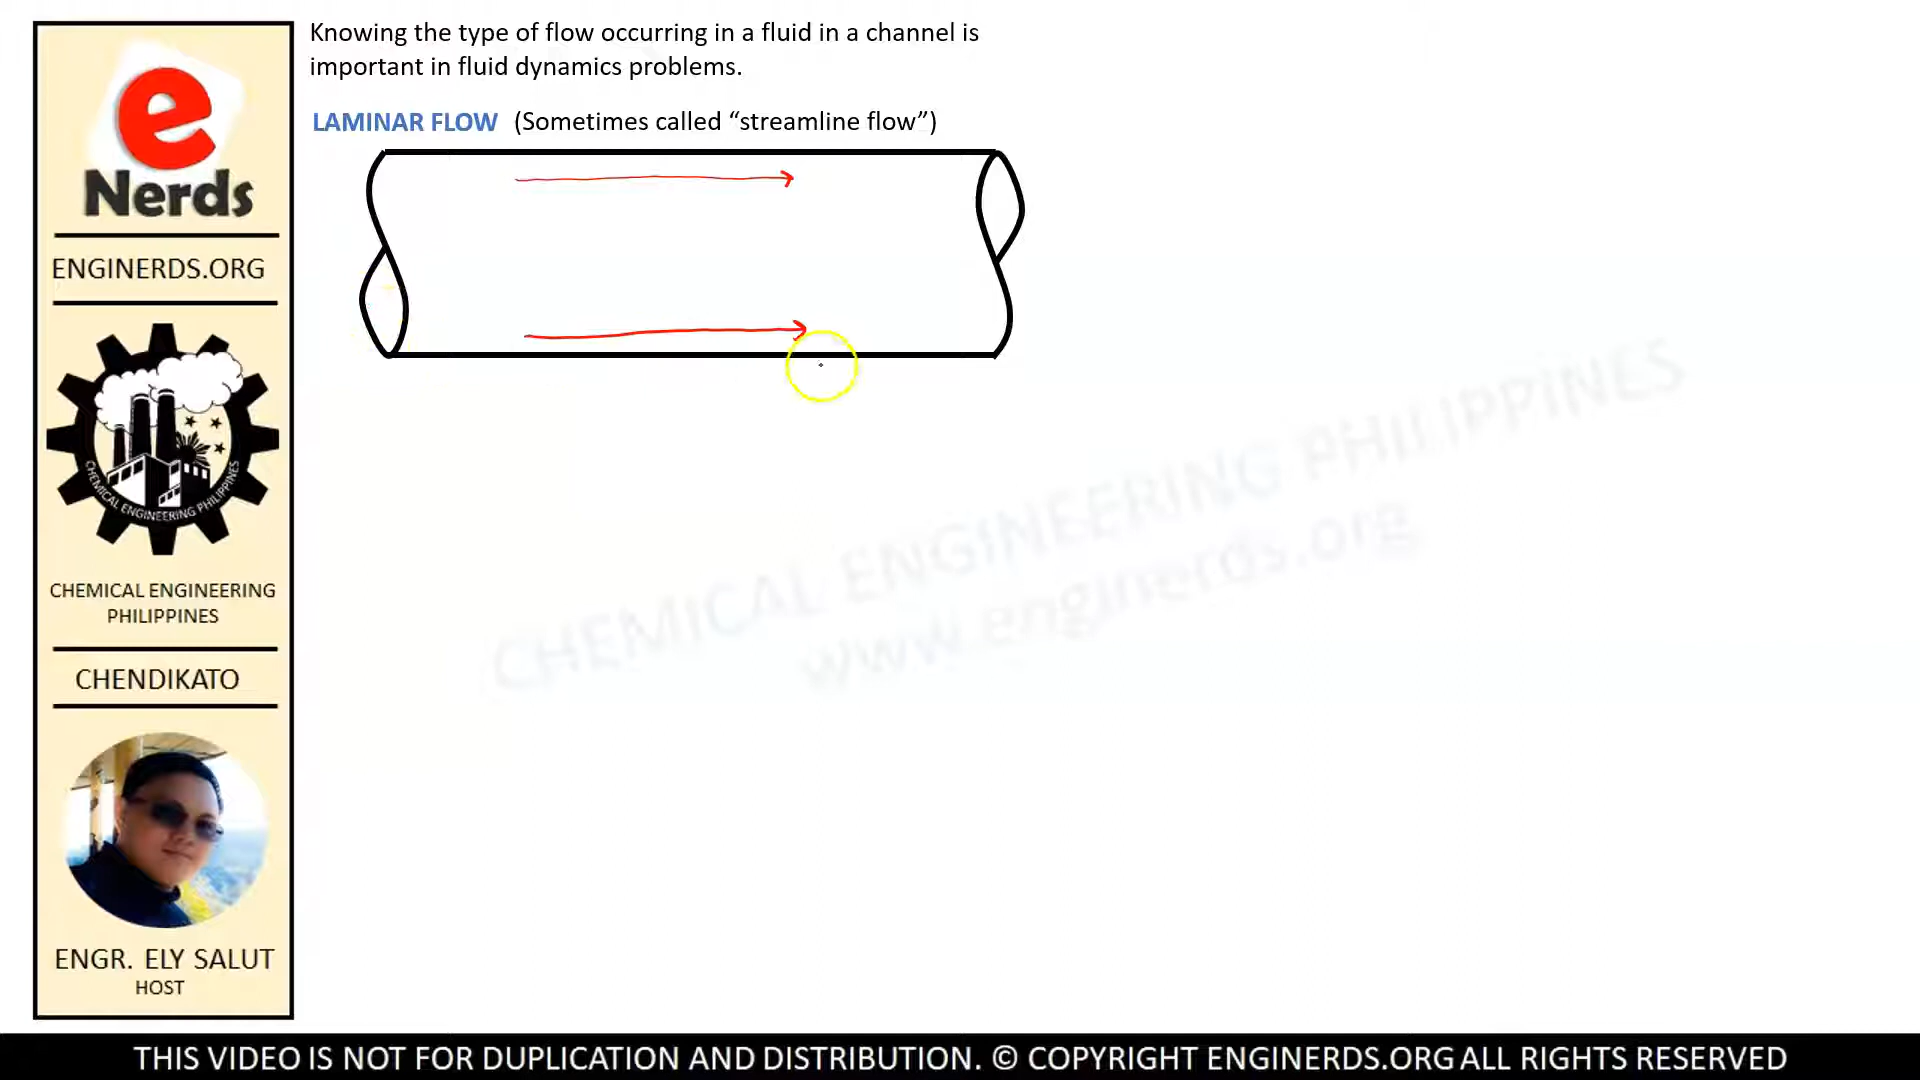 Knowing the type of flow occurring in a fluid in a channel is
important in fluid dynamics problems.
LAMINAR FLOW (Sometimes called “streamline flow”)
e
Nerds
ENGINERDS.ORG
CHEMICAL ENGINEERING PHILIPPINES
CHEMICAL ENGINEERING
PHILIPPINES
CHENDIKATO
ENGR. ELY SALUT
HOST
CHEMICAL ENGINEERING PHILIPPINES
www.enginerds.org
THIS VIDEO IS NOT FOR DUPLICATION AND DISTRIBUTION. © COPYRIGHT ENGINERDS.ORG ALL RIGHTS RESERVED